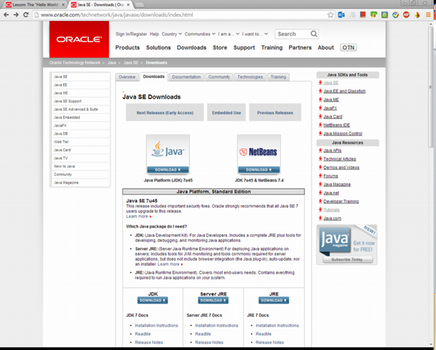 Lesson: The "Hello World!"
Java SE - Downloads | Ora
www.oracle.com/technetwork/java/javase/downloads/index.html
Sign In/Register Help Country Communities I am a... I want to... Search
ORACLE
Products Solutions Downloads Store Support Training Partners About OTN
Oracle Technology Network Java Java SE Downloads
Java SE
Java EE
Java ME
Java SE Support
Java SE Advanced & Suite
Java Embedded
JavaFX
Java DB
Web Tier
Java Card
Java TV
New to Java
Community
Java Magazine
Overview Downloads Documentation Community Technologies Training
Java SE Downloads
Next Releases (Early Access) Embedded Use Previous Releases
Java
DOWNLOAD
Java Platform (JDK) 7u45
NetBeans
DOWNLOAD
JDK 7u45 & NetBeans 7.4
Java Platform, Standard Edition
Java SE 7u45
This release includes important security fixes. Oracle strongly recommends that all Java SE 7
users upgrade to this release.
Learn more
Which Java package do I need?
JDK: (Java Development Kit). For Java Developers. Includes a complete JRE plus tools for
developing, debugging, and monitoring Java applications.
Server JRE: (Server Java Runtime Environment) For deploying Java applications on
servers. Includes tools for JVM monitoring and tools commonly required for server
applications, but does not include browser integration (the Java plug-in), auto-update, nor
an installer. Learn more
JRE: (Java Runtime Environment). Covers most end-users needs. Contains everything
required to run Java applications on your system.
JDK
DOWNLOAD
JDK 7 Docs
Installation Instructions
ReadMe
Release Notes
Server JRE
DOWNLOAD
Server JRE 7 Docs
Installation Instructions
ReadMe
Release Notes
JRE
DOWNLOAD
JRE 7 Docs
Installation Instructions
ReadMe
Release Notes
Java SDKs and Tools
Java SE
Java EE and Glassfish
Java ME
JavaFX
Java Card
NetBeans IDE
Java Mission Control
Java Resources
Java APIs
Technical Articles
Demos and Videos
Forums
Java Magazine
Java.net
Developer Training
Tutorials
Java.com
NEW!
java
magazine
Get it now
for FREE!
Subscribe Today